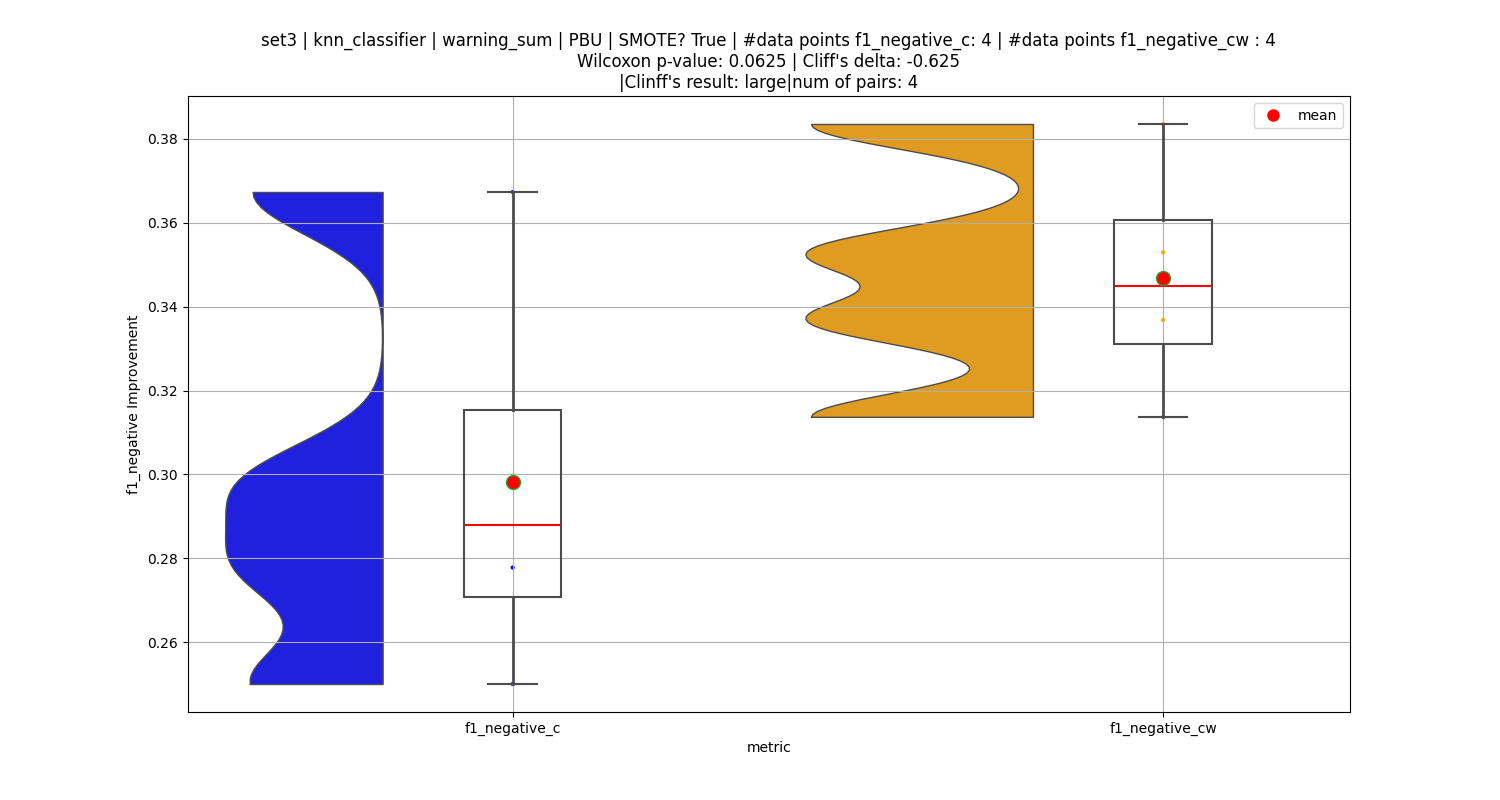 set3 | knn_classifier | warning_sum | PBU | SMOTE? True | #data points f1_negative_c: 4 | #data points f1_negative_cw : 4
Wilcoxon p-value: 0.0625 | Cliff's delta: -0.625
|Clinff's result: large|num of pairs: 4
mean
0.38
0.36
0.34
0.32
0.30
0.28
0.26
f1_negative Improvement
f1_negative_c
f1_negative_cw
metric